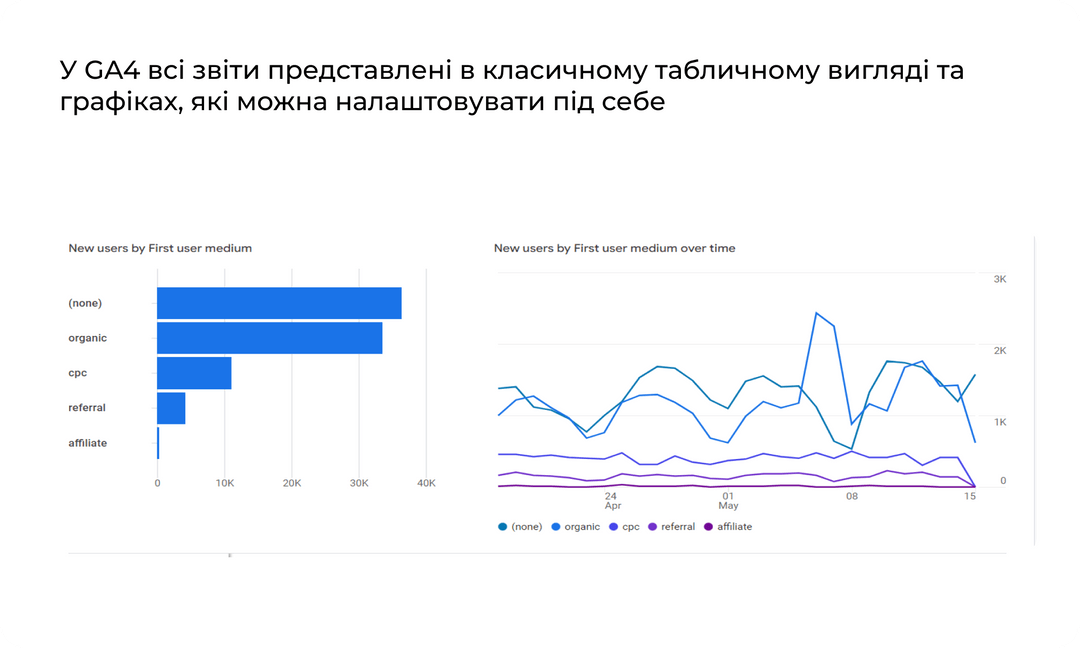 У GA4 всі звіти представлені в класичному табличному вигляді та
графіках, які можна налаштовувати під себе
New users by First user medium
(none)
organic
cpc
referral
affiliate
0 10K 20K 30K 40K
New users by First user medium over time
3K
2K
1K
0
24 01 08 15
Apr May
(none) organic cpc referral affiliate